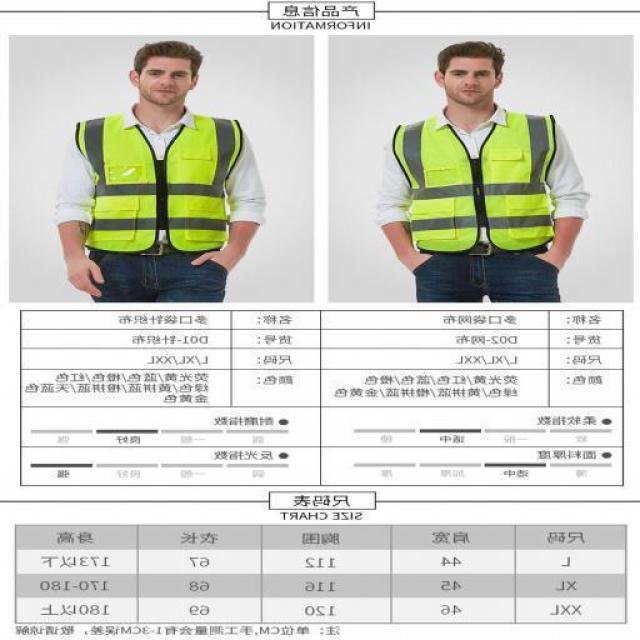 产品信息
INFORMATION
名称： 多口袋网布 名称： 多口袋针织布
货号： D02-网布 货号： D01-针织布
尺码： L/XL/XXL 尺码： L/XL/XXL
颜色： 荧光黄/红色/蓝色/橙色 颜色： 荧光黄/蓝色/橙色/红色
绿色/黄拼蓝/橙拼蓝/金黄色 绿色/黄拼蓝/橙拼蓝/天蓝色
金黄色
● 柔软指数 ● 耐磨指数
软 一般 适中 硬 弱 一般 良好 强
● 面料厚度 ● 反光指数
薄 适中 加厚 厚 弱 一般 良好 强
尺码表
SIZE CHART
尺码 肩宽 胸围 衣长 身高
L 44 112 67 173以下
XL 45 116 68 170-180
XXL 46 120 69 180以上
注：单位CM,手工测量会有1-3CM误差，敬请谅解